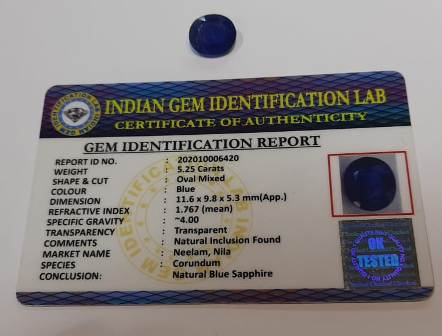 INDIAN GEM IDENTIFICATION LAB
CERTIFICATE OF AUTHENTICITY
GEM IDENTIFICATION REPORT
REPORT ID NO. : 202010006420
WEIGHT : 5.25 Carats
SHAPE & CUT : Oval Mixed
COLOUR : Blue
DIMENSION : 11.6 x 9.8 x 5.3 mm(App.)
REFRACTIVE INDEX : 1.767 (mean)
SPECIFIC GRAVITY : ~4.00
TRANSPARENCY : Transparent
COMMENTS : Natural Inclusion Found
MARKET NAME : Neelam, Nila
SPECIES : Corundum
CONCLUSION: : Natural Blue Sapphire
OK
TESTED